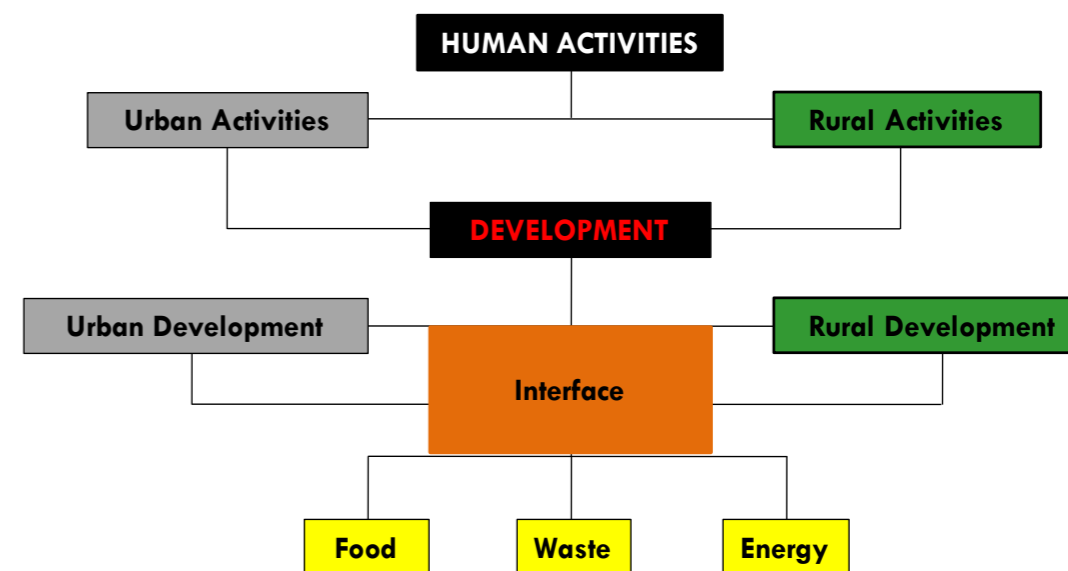 HUMAN ACTIVITIES
Urban Activities
Rural Activities
DEVELOPMENT
Urban Development
Rural Development
Interface
Food
Waste
Energy